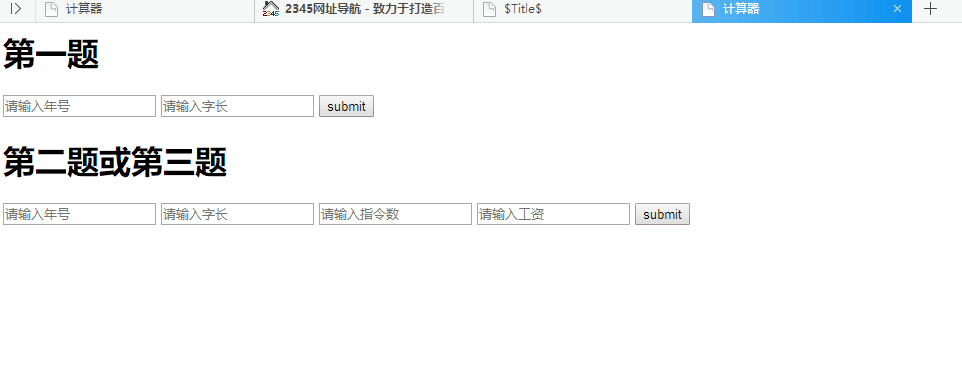 计算器
2345网址导航 - 致力于打造百
$Title$
计算器
第一题
请输入年号 请输入字长 submit
第二题或第三题
请输入年号 请输入字长 请输入指令数 请输入工资 submit